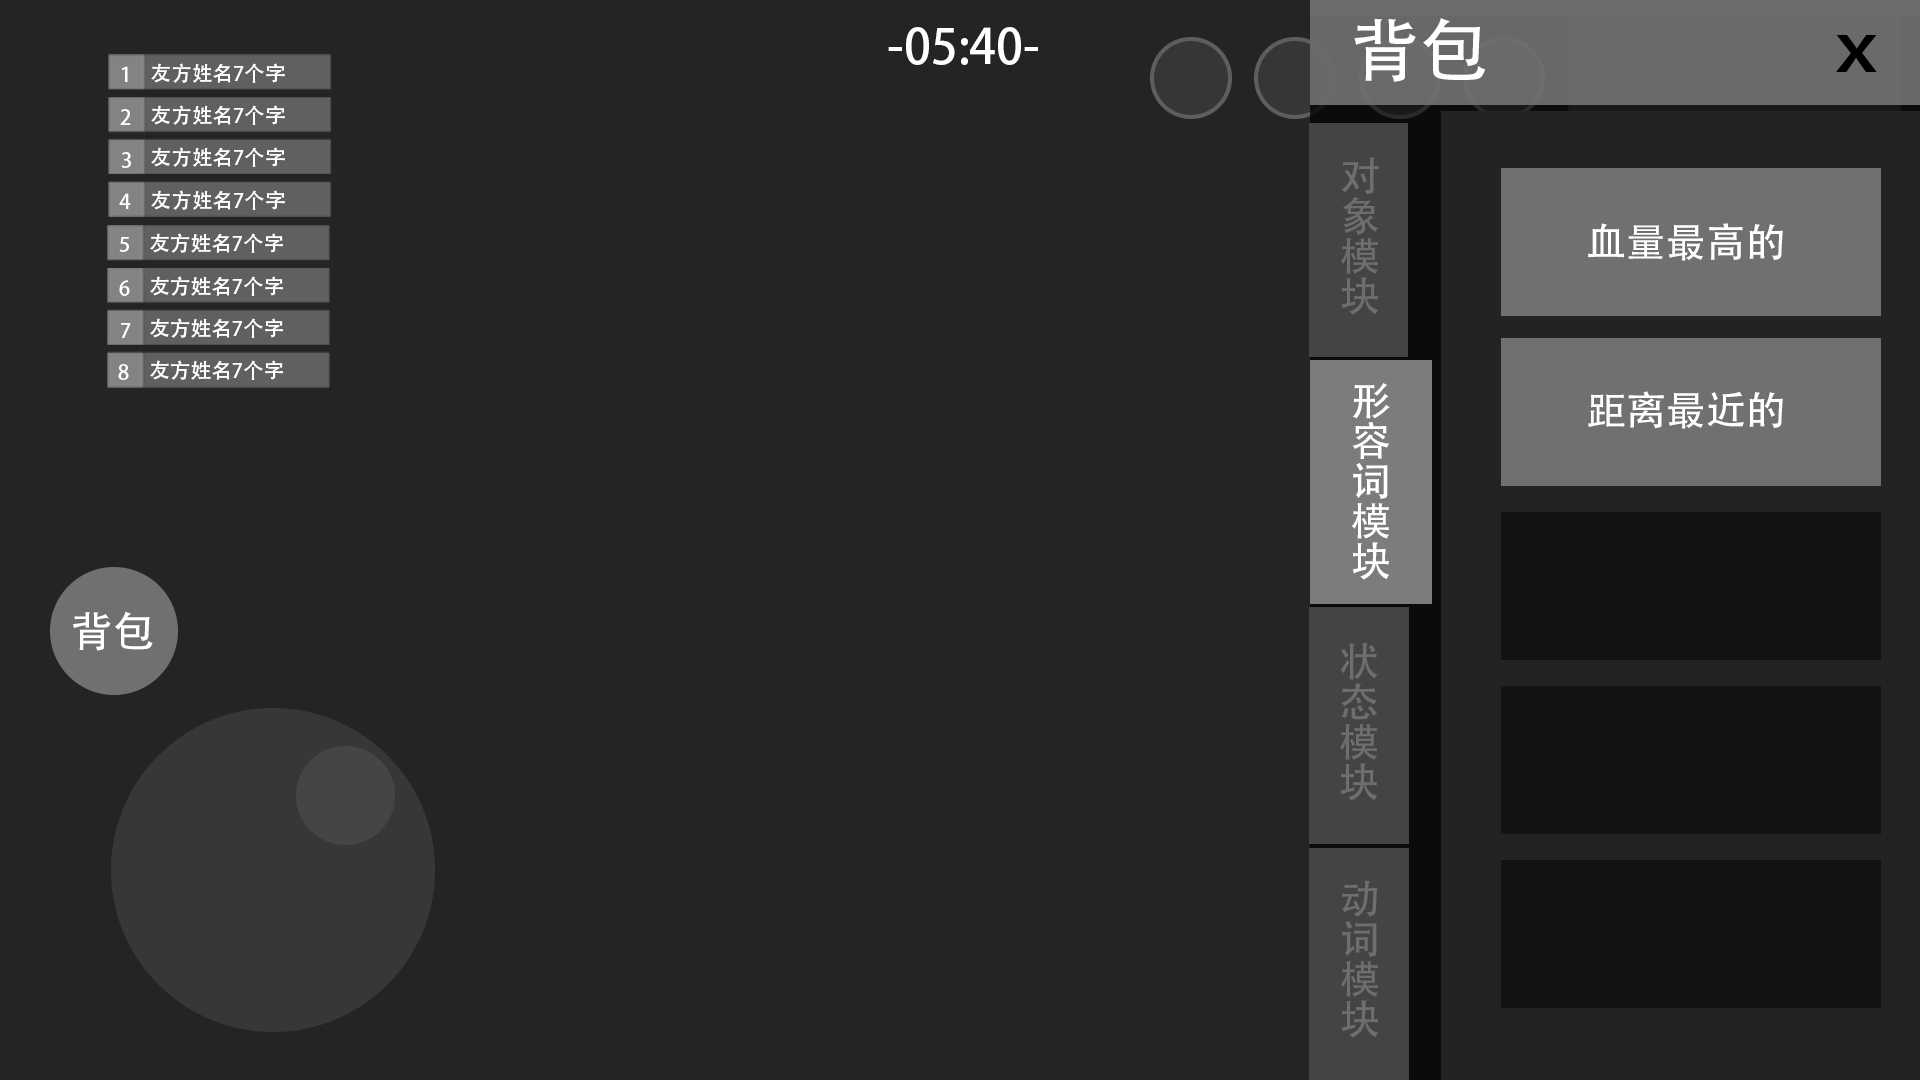 -05:40-
1 友方姓名7个字
2 友方姓名7个字
3 友方姓名7个字
4 友方姓名7个字
5 友方姓名7个字
6 友方姓名7个字
7 友方姓名7个字
8 友方姓名7个字
背包
背包
X
对象模块
形容词模块
状态模块
动词模块
血量最高的
距离最近的